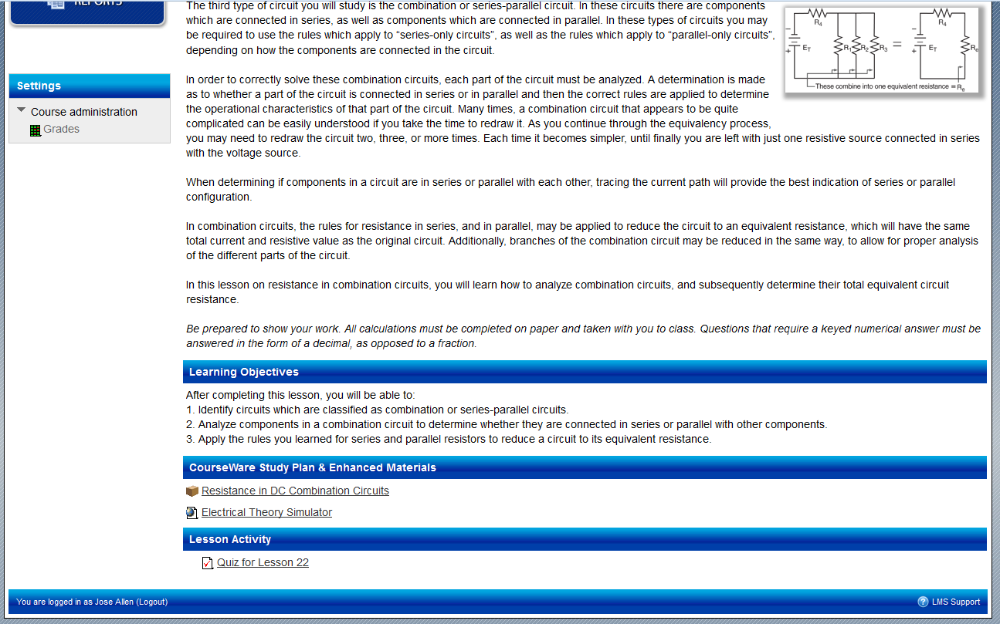 REPORTS
Settings
Course administration
Grades
The third type of circuit you will study is the combination or series-parallel circuit. In these circuits there are components
which are connected in series, as well as components which are connected in parallel. In these types of circuits you may
be required to use the rules which apply to “series-only circuits”, as well as the rules which apply to “parallel-only circuits”,
depending on how the components are connected in the circuit.
In order to correctly solve these combination circuits, each part of the circuit must be analyzed. A determination is made
as to whether a part of the circuit is connected in series or in parallel and then the correct rules are applied to determine
the operational characteristics of that part of the circuit. Many times, a combination circuit that appears to be quite
complicated can be easily understood if you take the time to redraw it. As you continue through the equivalency process,
you may need to redraw the circuit two, three, or more times. Each time it becomes simpler, until finally you are left with just one resistive source connected in series
with the voltage source.
R4
- + ET
R1 R2 R3
=
R4
- + ET
Re
These combine into one equivalent resistance = Re
When determining if components in a circuit are in series or parallel with each other, tracing the current path will provide the best indication of series or parallel
configuration.
In combination circuits, the rules for resistance in series, and in parallel, may be applied to reduce the circuit to an equivalent resistance, which will have the same
total current and resistive value as the original circuit. Additionally, branches of the combination circuit may be reduced in the same way, to allow for proper analysis
of the different parts of the circuit.
In this lesson on resistance in combination circuits, you will learn how to analyze combination circuits, and subsequently determine their total equivalent circuit
resistance.
Be prepared to show your work. All calculations must be completed on paper and taken with you to class. Questions that require a keyed numerical answer must be
answered in the form of a decimal, as opposed to a fraction.
Learning Objectives
After completing this lesson, you will be able to:
1. Identify circuits which are classified as combination or series-parallel circuits.
2. Analyze components in a combination circuit to determine whether they are connected in series or parallel with other components.
3. Apply the rules you learned for series and parallel resistors to reduce a circuit to its equivalent resistance.
CourseWare Study Plan & Enhanced Materials
Resistance in DC Combination Circuits
Electrical Theory Simulator
Lesson Activity
Quiz for Lesson 22
You are logged in as Jose Allen (Logout)
? LMS Support